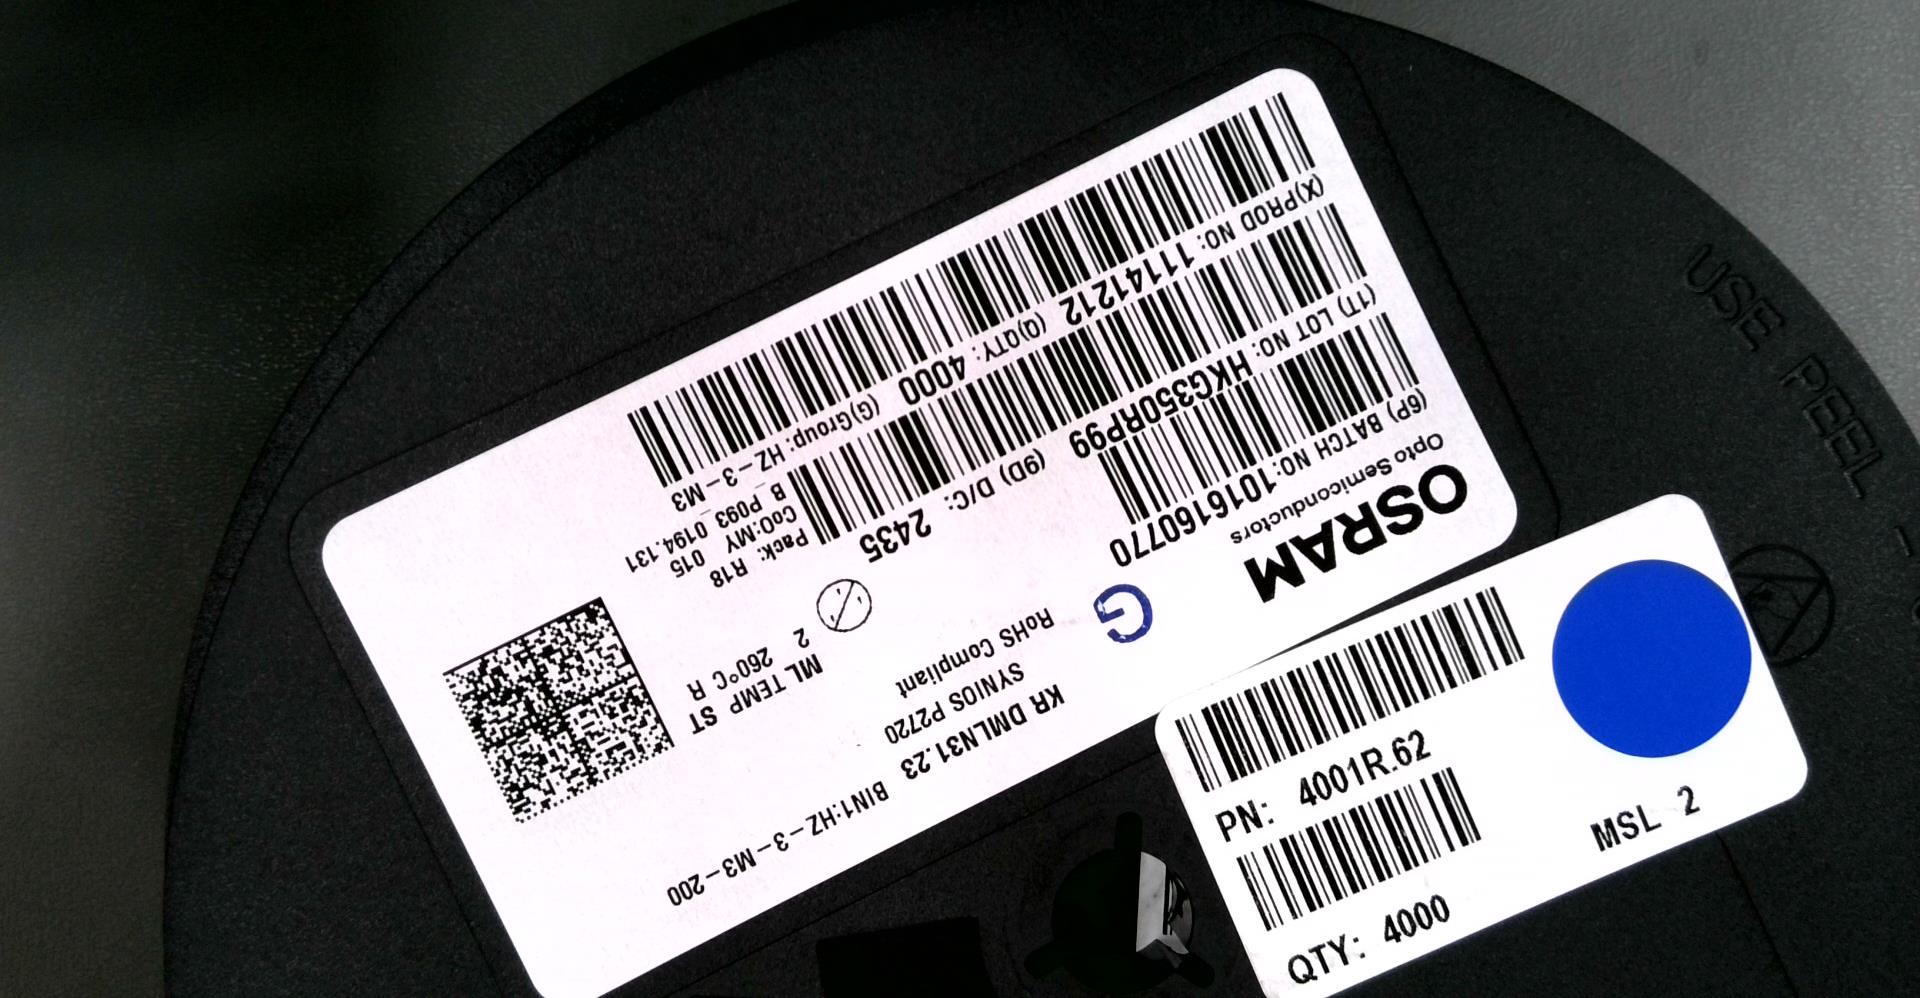 OSRAM
Opto Semiconductors
(6P) BATCH NO: 1016160770
(1T) LOT NO: HKG350RP99
(9D) D/C: 2435
(X)PROD NO: 11141212
(Q)QTY: 4000
(G)Group: HZ-3-M3
G
KR DMLN31.23
SYNIOS P2720
RoHS Compliant
BIN1:HZ-3-M3-200
ML TEMP ST
2 260°C R
Pack: R18
CoO:MY 015
B_P093_0194.131
PN: 4001R.62
QTY: 4000
MSL 2
USE PEEL